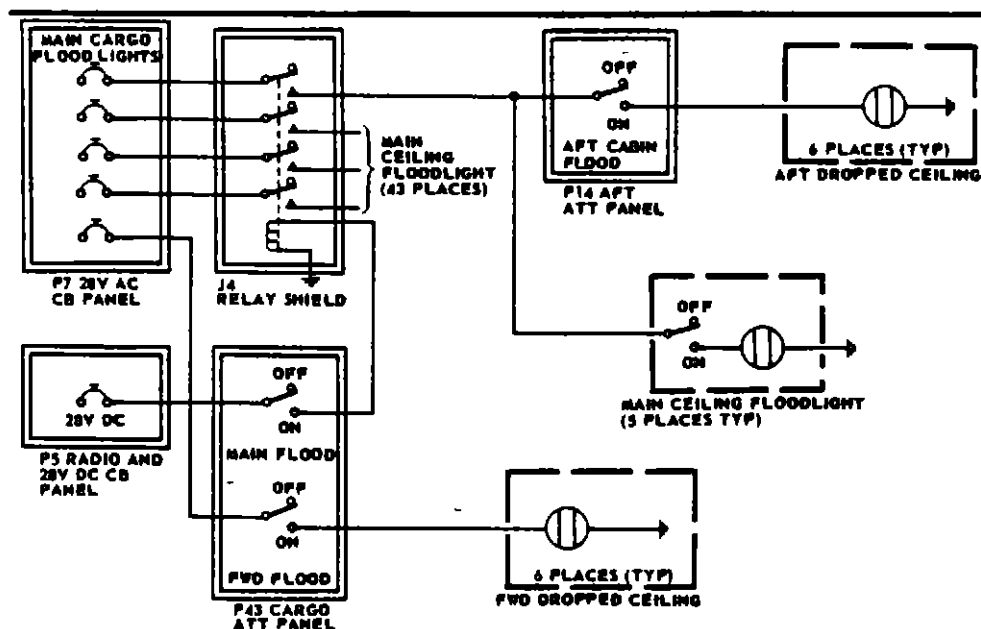 MAIN CARGO
FLOOD LIGHTS
P7 28V AC
CB PANEL
J4
RELAY SHIELD
MAIN
CEILING
FLOODLIGHT
(43 PLACES)
OFF
ON
AFT CABIN
FLOOD
P14 AFT
ATT PANEL
6 PLACES (TYP)
AFT DROPPED CEILING
OFF
ON
MAIN CEILING FLOODLIGHT
(5 PLACES TYP)
28V DC
P5 RADIO AND
28V DC CB
PANEL
OFF
ON
MAIN FLOOD
OFF
ON
FWD FLOOD
P43 CARGO
ATT PANEL
6 PLACES (TYP)
FWD DROPPED CEILING